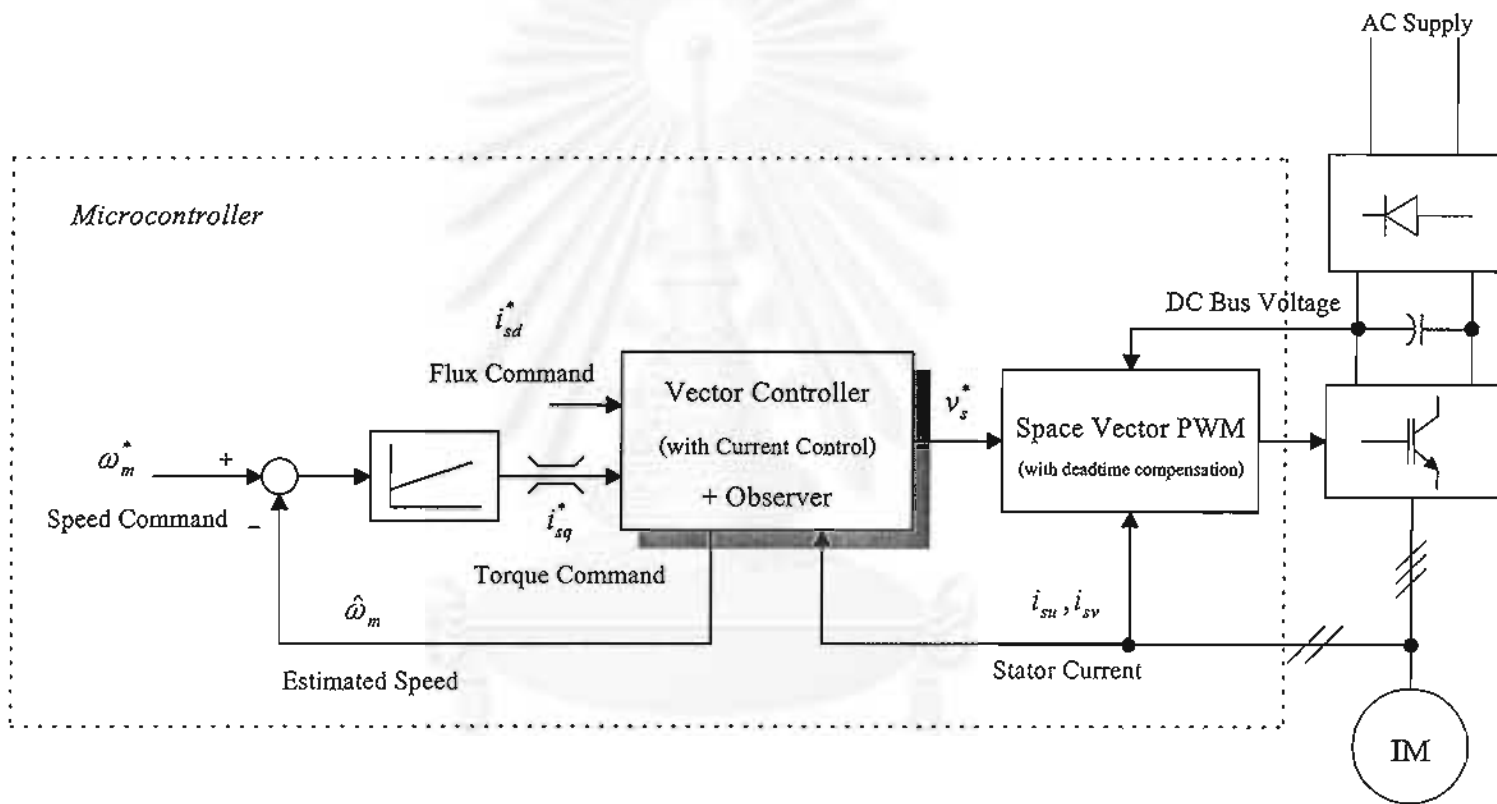 AC Supply
Microcontroller
DC Bus Voltage
i*sd
Flux Command
Vector Controller
(with Current Control)
+ Observer
v*s
Space Vector PWM
(with deadtime compensation)
ω*m
+
Speed Command
−
i*sq
Torque Command
ω̂m
Estimated Speed
isu , isv
Stator Current
IM